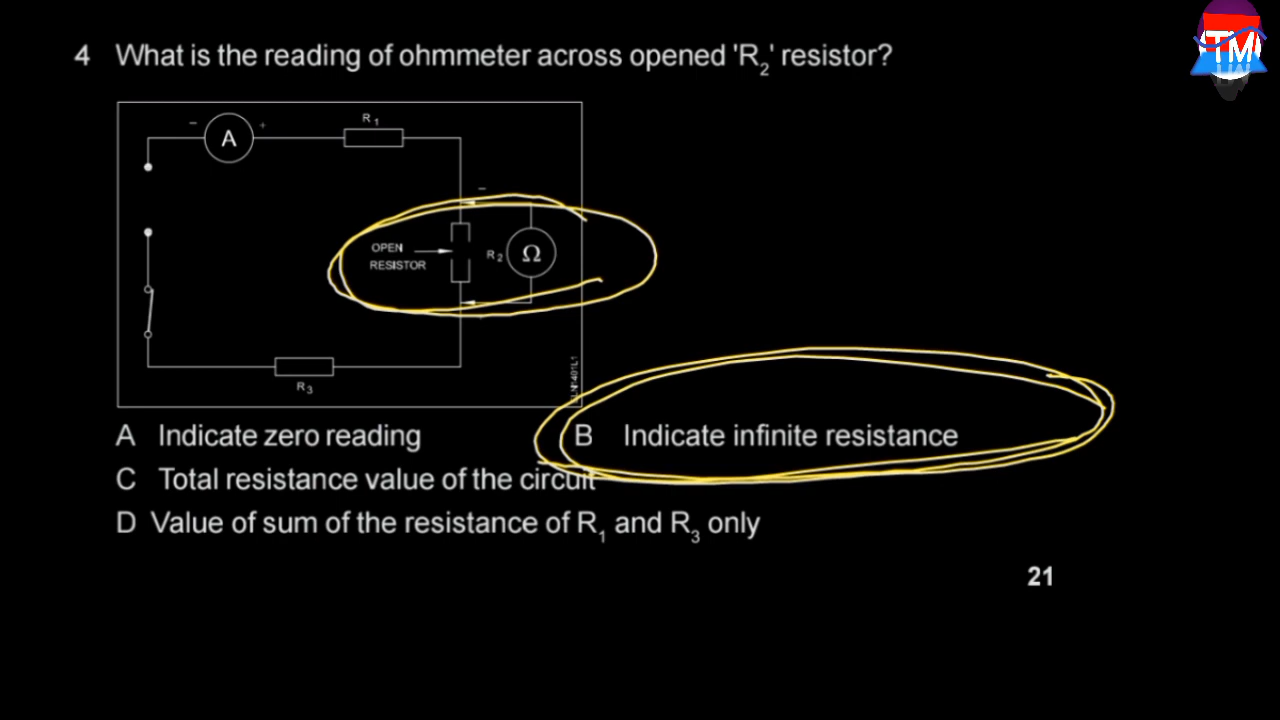 TM
4 What is the reading of ohmmeter across opened 'R2' resistor?
− A +
R1
−
OPEN
RESISTOR
R2
Ω
R3
A Indicate zero reading
B Indicate infinite resistance
C Total resistance value of the circuit
D Value of sum of the resistance of R1 and R3 only
21